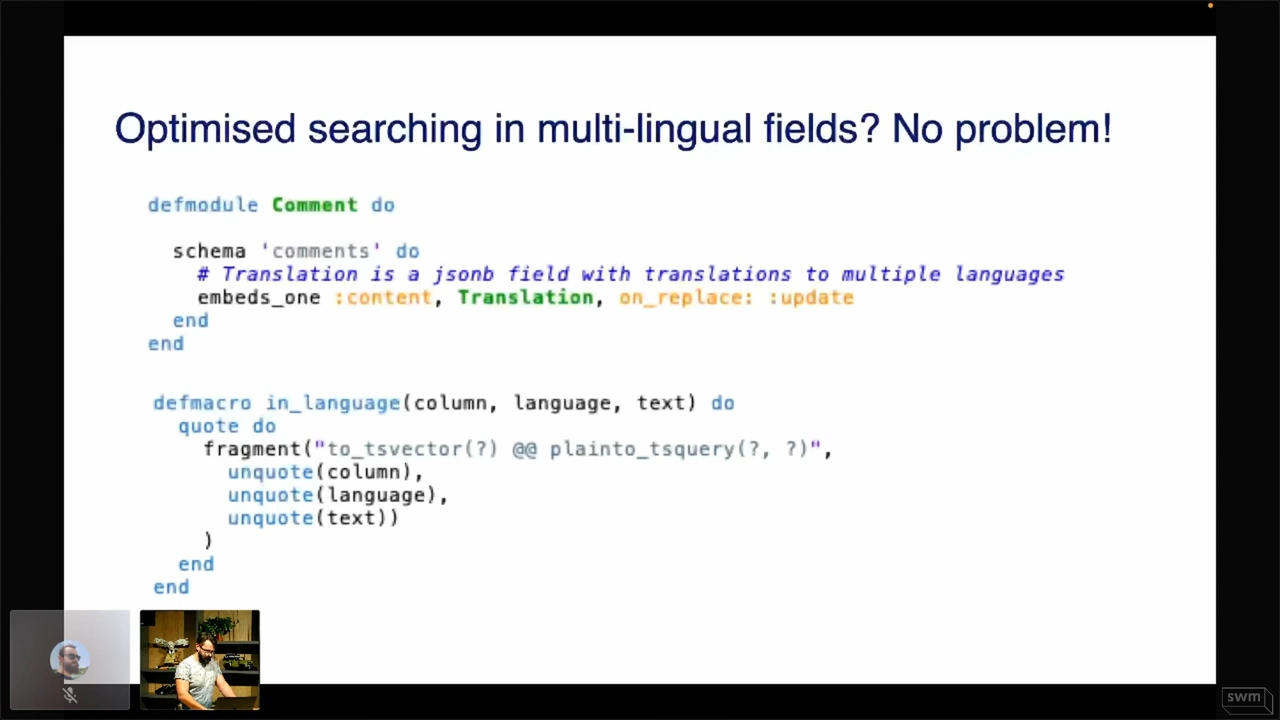 Optimised searching in multi-lingual fields? No problem!
defmodule Comment do
schema 'comments' do
# Translation is a jsonb field with translations to multiple languages
embeds_one :content, Translation, on_replace: :update
end
end
defmacro in_language(column, language, text) do
quote do
fragment("to_tsvector(?) @@ plainto_tsquery(?, ?)",
unquote(column),
unquote(language),
unquote(text))
)
end
end
swm